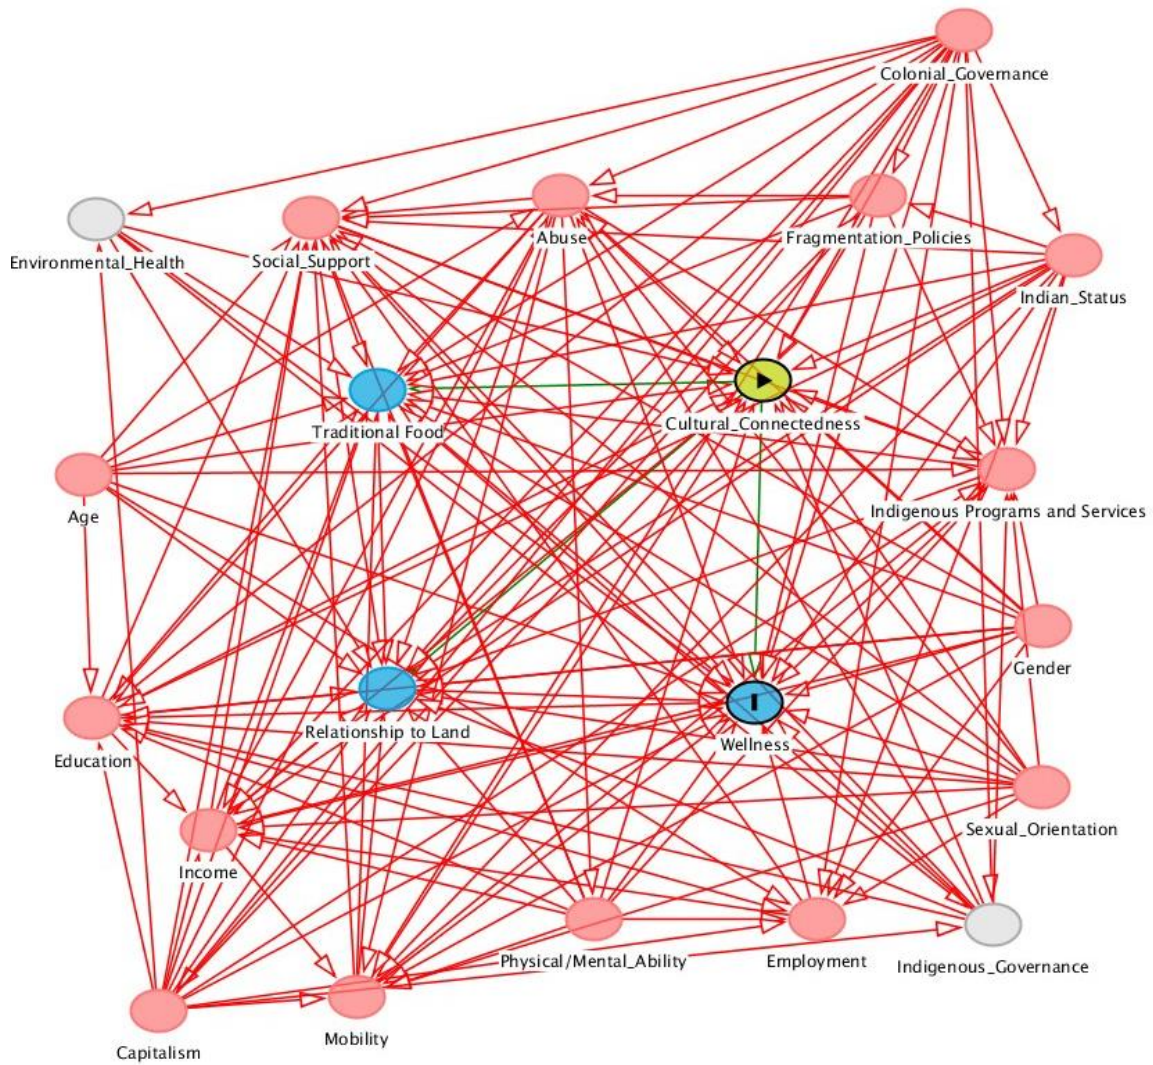 Colonial_Governance
Environmental_Health
Social_Support
Abuse
Fragmentation_Policies
Indian_Status
Traditional Food
Cultural_Connectedness
Age
Indigenous Programs and Services
Gender
Education
Relationship to Land
Wellness
Sexual_Orientation
Income
Physical/Mental_Ability
Employment
Indigenous_Governance
Capitalism
Mobility